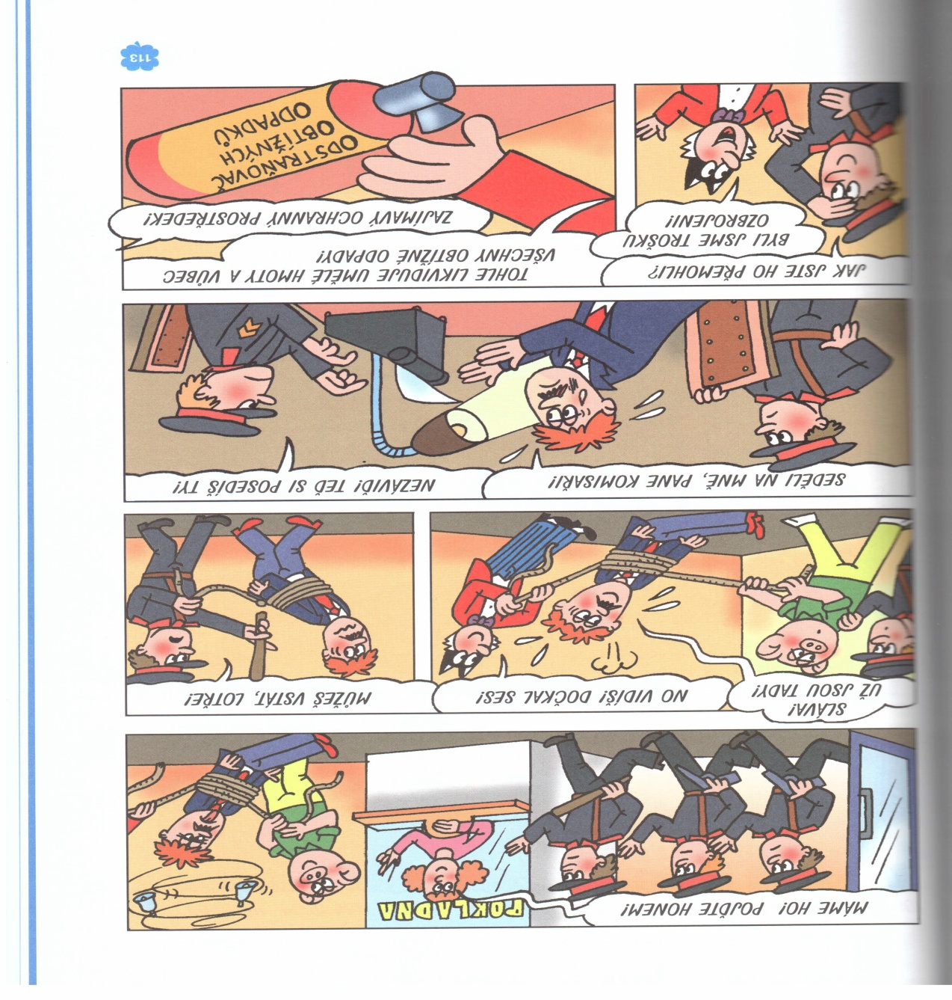 MÁME HO! POJĎTE HONEM!
POKLADNA
SLÁVA!
UŽ JSOU TADY!
NO VIDÍŠ! DOČKAL SES!
MŮŽEŠ VSTÁT, LOTŘE!
SEDĚLI NA MNĚ, PANE KOMISAŘI!
NEZÁVIĎ! TEĎ SI POSEDÍŠ TY!
JAK JSTE HO PŘEMOHLI?
BYLI JSME TROŠKU
OZBROJENI!
TOHLE LIKVIDUJE UMĚLÉ HMOTY A VŮBEC
VŠECHNY OBTÍŽNÉ ODPADY!
ZAJÍMAVÝ OCHRANNÝ PROSTŘEDEK!
ODSTRAŇOVAČ
OBTÍŽNÝCH
ODPADKŮ
113